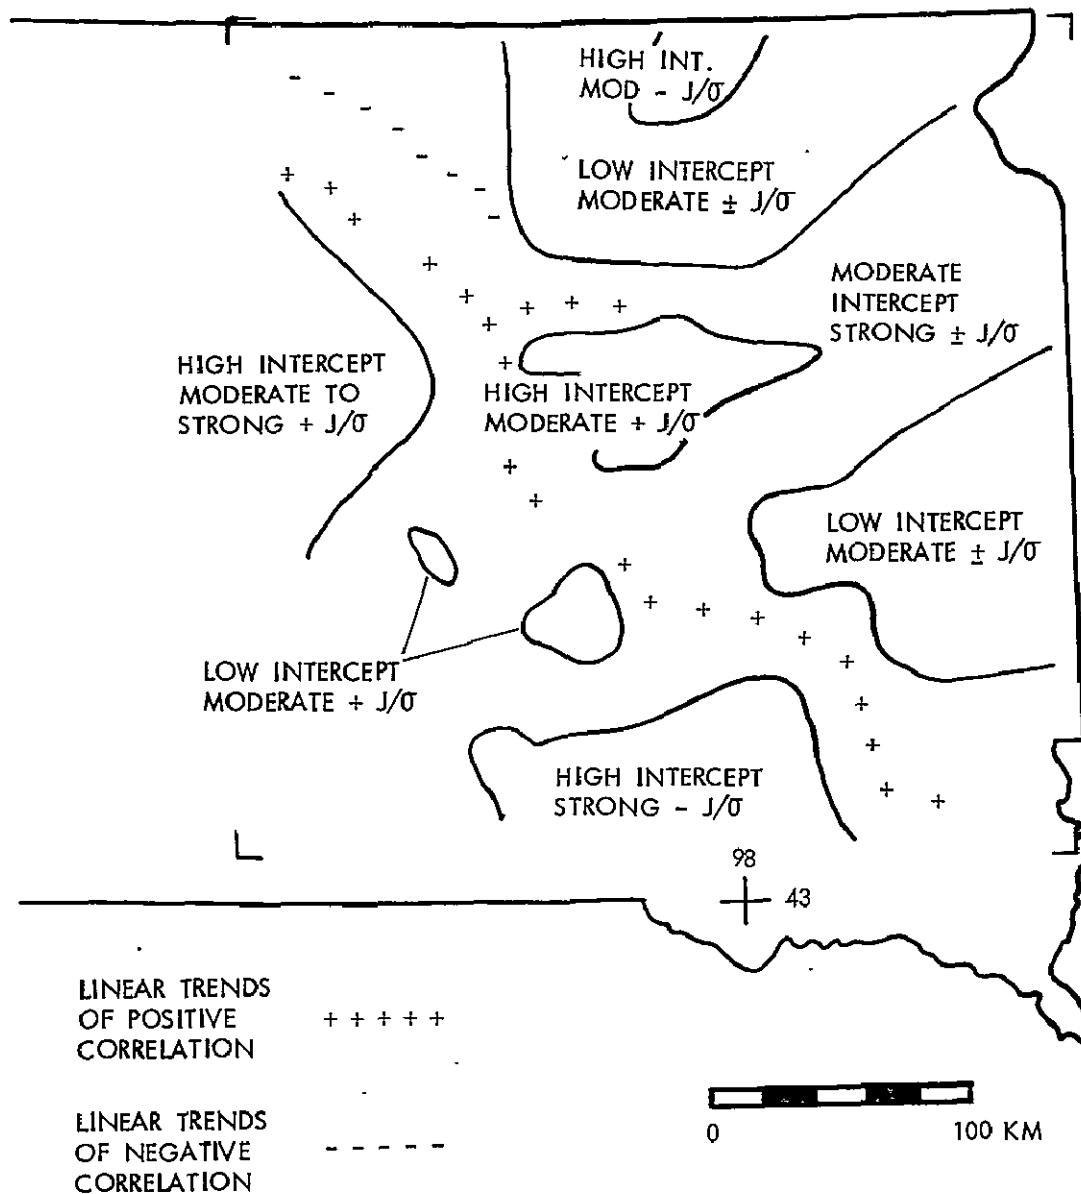 HIGH INT.
MOD - J/σ
LOW INTERCEPT
MODERATE ± J/σ
MODERATE
INTERCEPT
STRONG ± J/σ
HIGH INTERCEPT
MODERATE TO
STRONG + J/σ
HIGH INTERCEPT
MODERATE + J/σ
LOW INTERCEPT
MODERATE ± J/σ
LOW INTERCEPT
MODERATE + J/σ
HIGH INTERCEPT
STRONG - J/σ
98
43
LINEAR TRENDS
OF POSITIVE + + + + +
CORRELATION
LINEAR TRENDS
OF NEGATIVE - - - - -
CORRELATION
0 100 KM